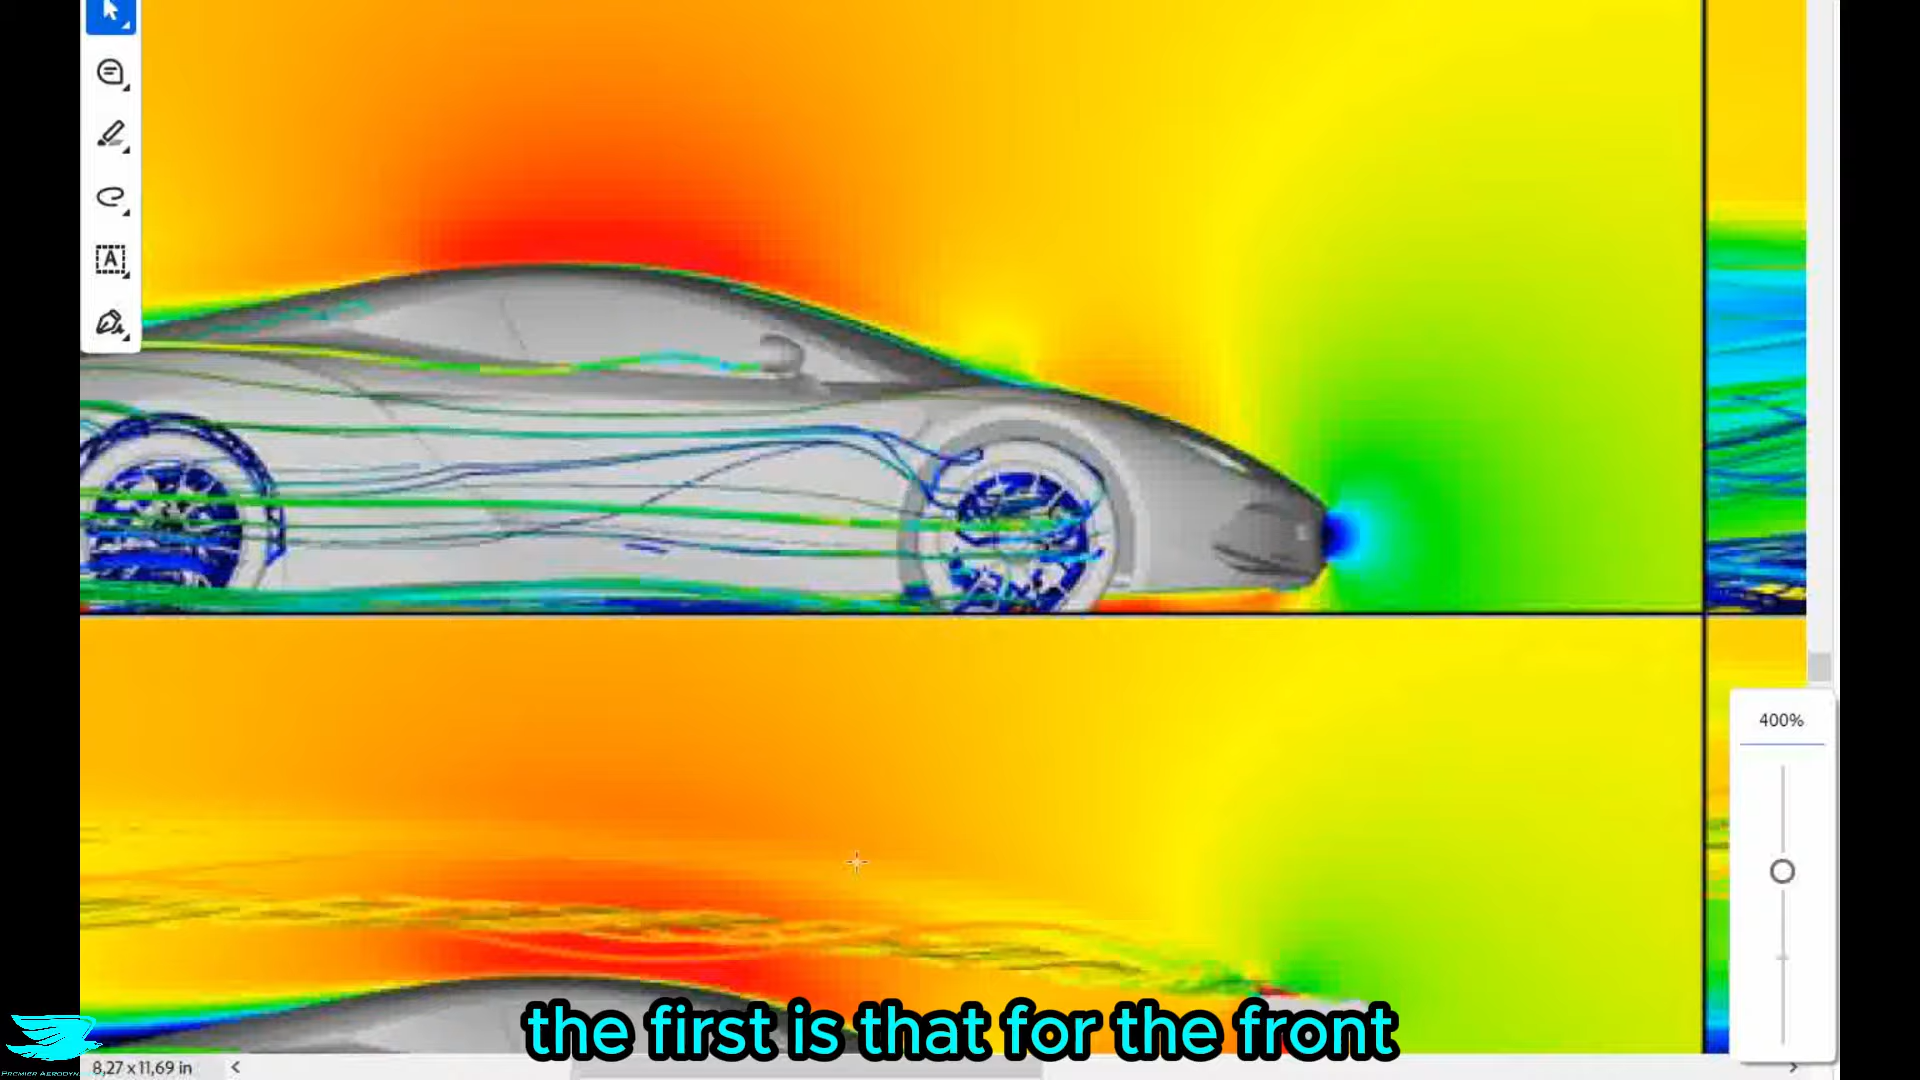 A
400%
the first is that for the front
8,27 x 11,69 in